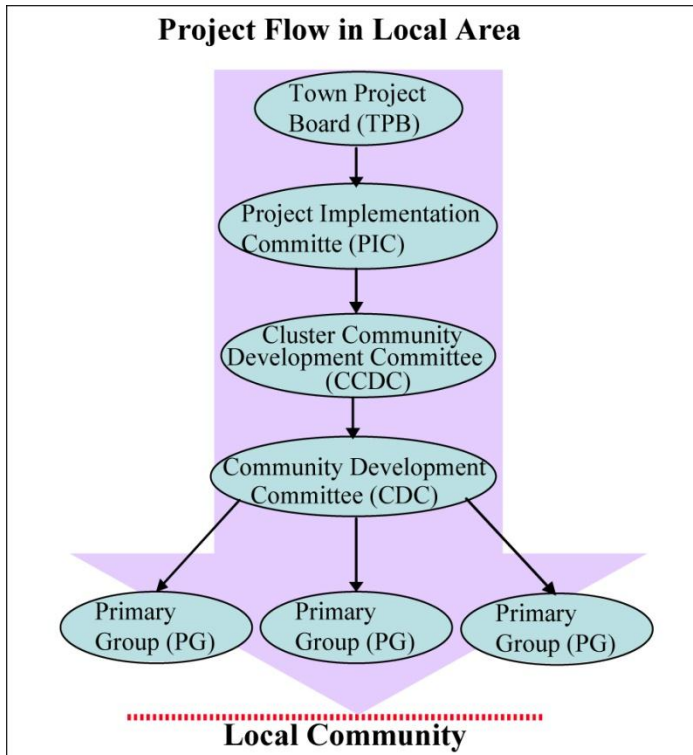 Project Flow in Local Area
Town Project
Board (TPB)
Project Implementation
Committe (PIC)
Cluster Community
Development Committee
(CCDC)
Community Development
Committee (CDC)
Primary
Group (PG)
Primary
Group (PG)
Primary
Group (PG)
Local Community